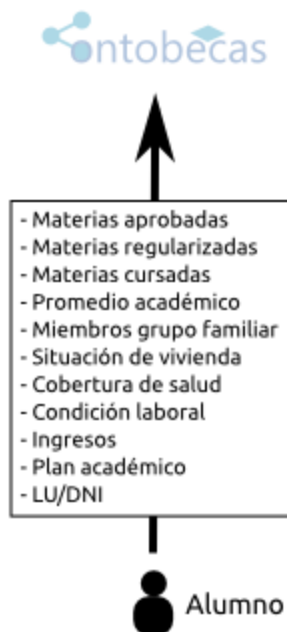 ontobecas
- Materias aprobadas
- Materias regularizadas
- Materias cursadas
- Promedio académico
- Miembros grupo familiar
- Situación de vivienda
- Cobertura de salud
- Condición laboral
- Ingresos
- Plan académico
- LU/DNI
Alumno